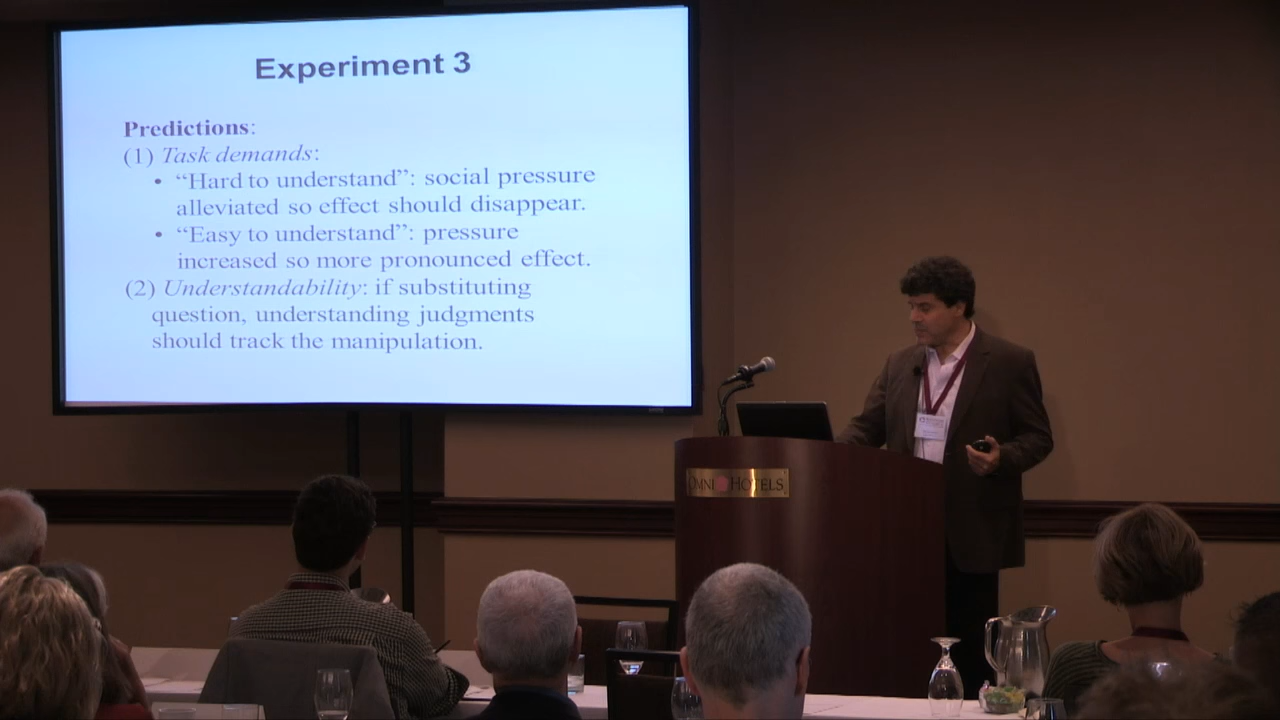 Experiment 3
Predictions:
(1) Task demands:
• “Hard to understand”: social pressure
alleviated so effect should disappear.
• “Easy to understand”: pressure
increased so more pronounced effect.
(2) Understandability: if substituting
question, understanding judgments
should track the manipulation.
OMNI HOTELS